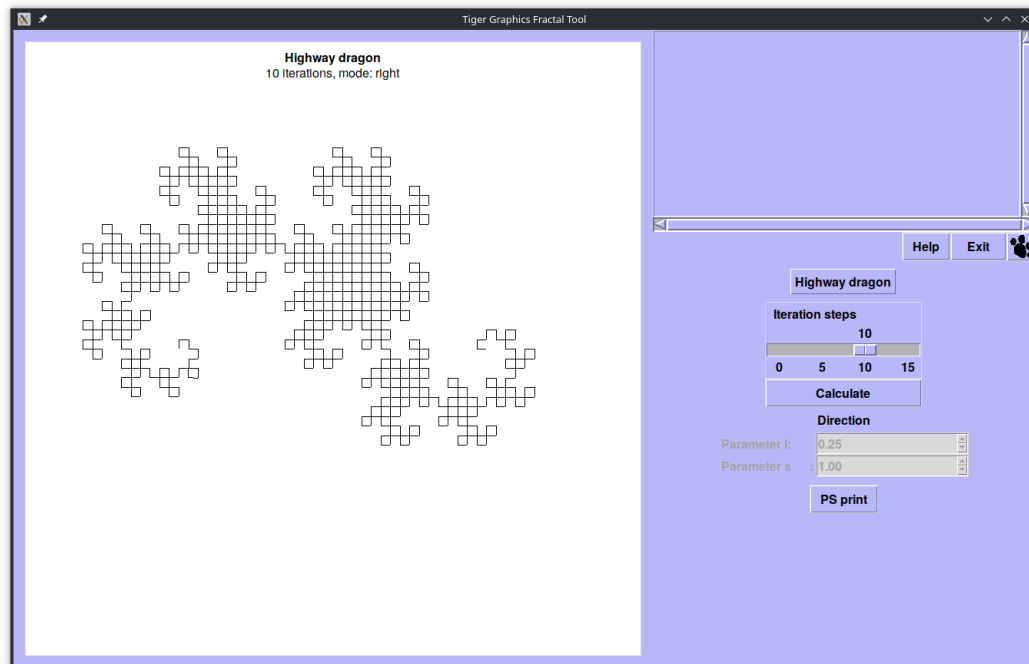 Tiger Graphics Fractal Tool
Highway dragon
10 iterations, mode: right
Help Exit
Highway dragon
Iteration steps
10
0 5 10 15
Calculate
Direction
Parameter l: 0.25
Parameter s : 1.00
PS print